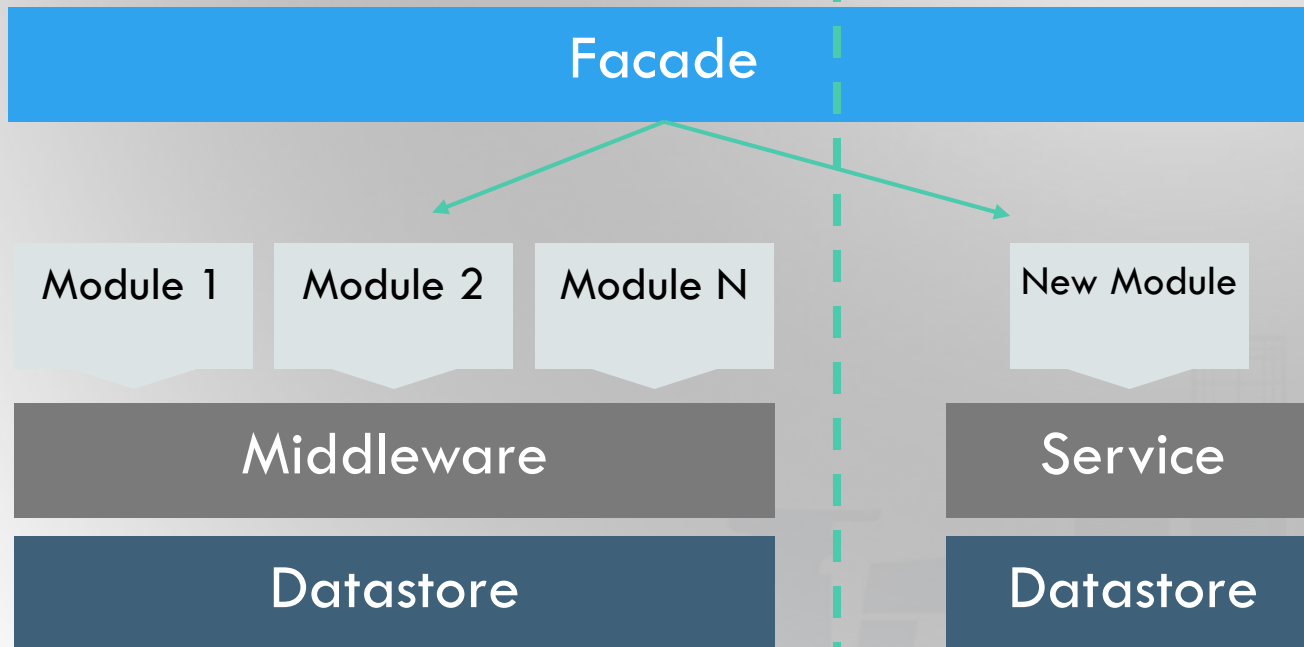 Facade
Module 1
Module 2
Module N
New Module
Middleware
Service
Datastore
Datastore